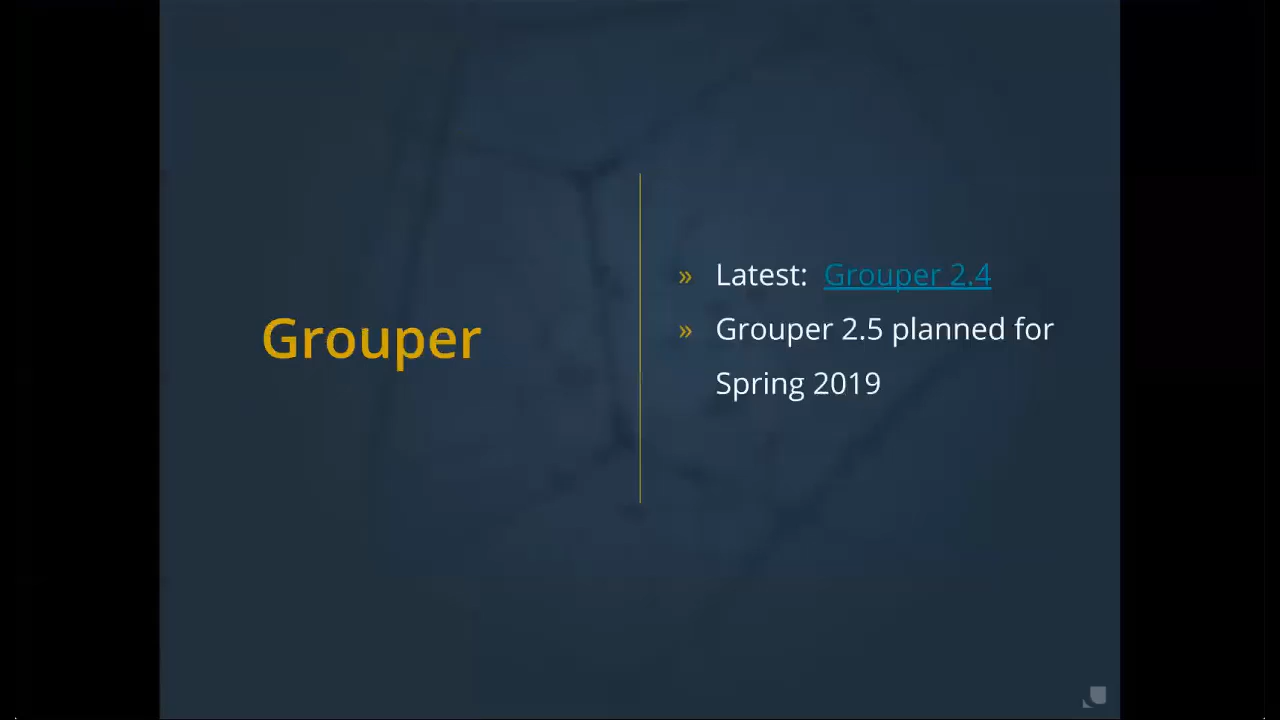 Grouper
» Latest: Grouper 2.4
» Grouper 2.5 planned for
Spring 2019